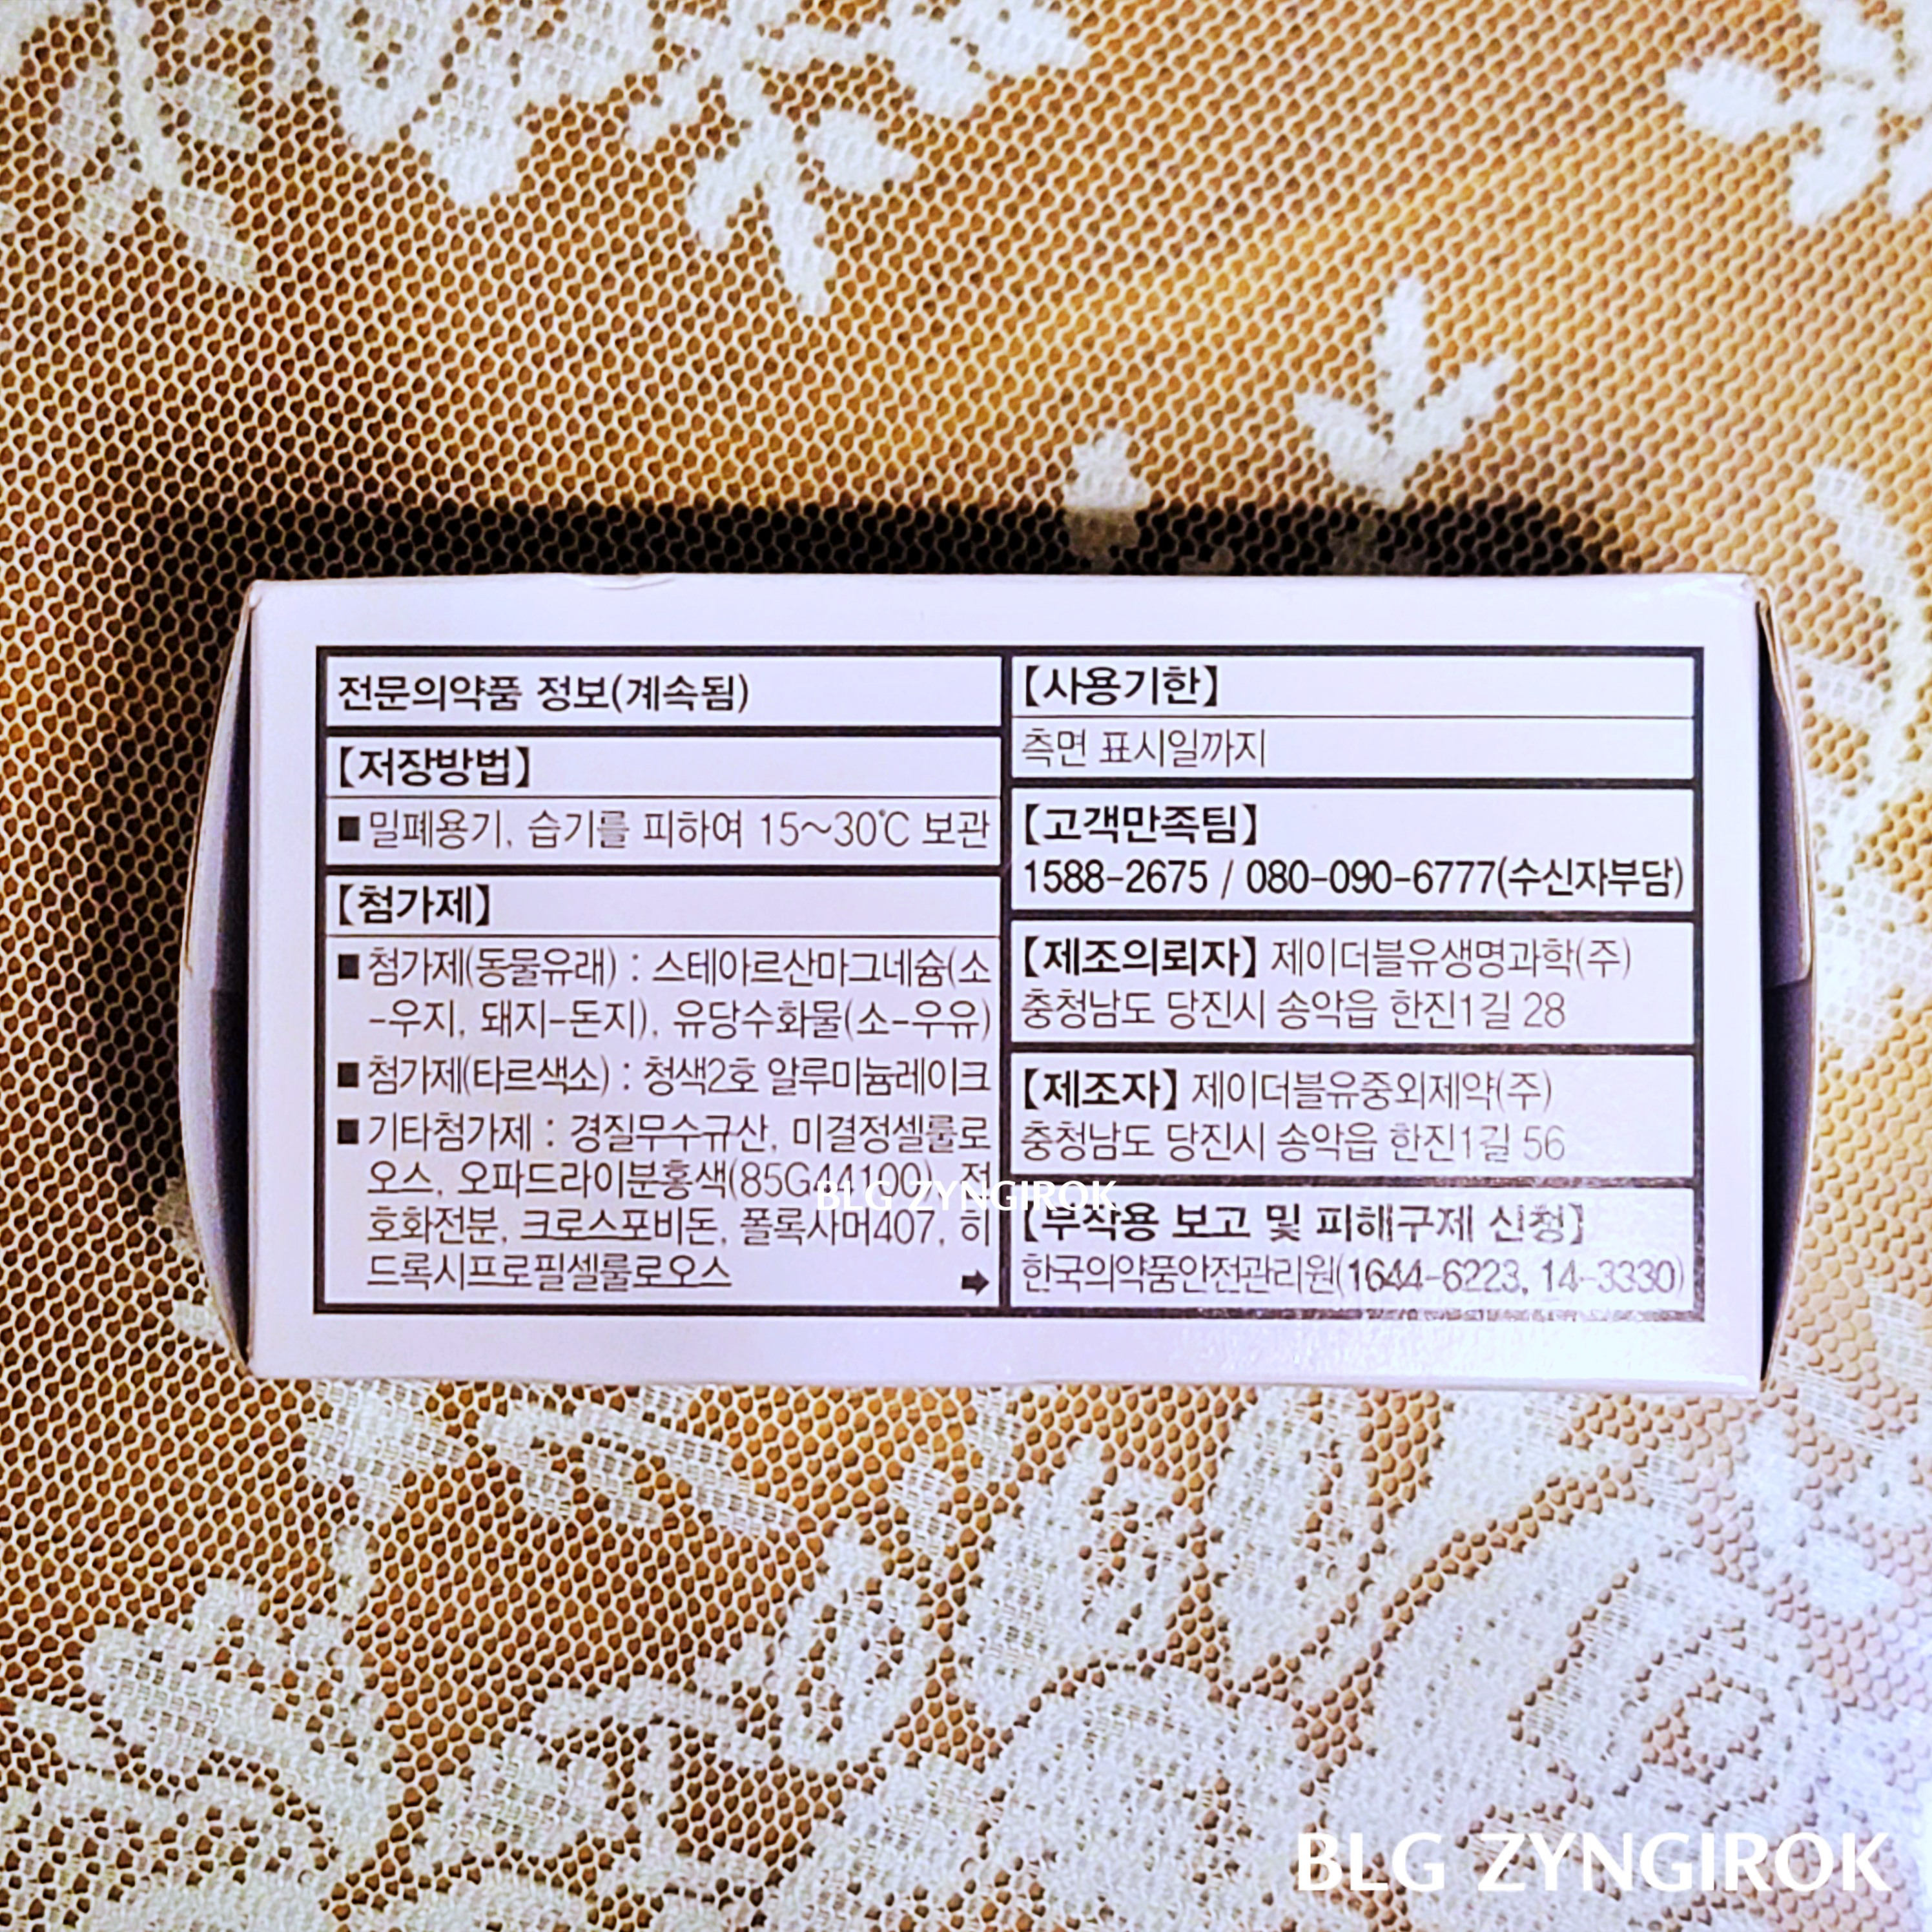 전문의약품 정보(계속됨)
【저장방법】
■ 밀폐용기, 습기를 피하여 15~30℃ 보관
【첨가제】
■ 첨가제(동물유래) : 스테아르산마그네슘(소
-우지, 돼지-돈지), 유당수화물(소-우유)
■ 첨가제(타르색소) : 청색2호 알루미늄레이크
■ 기타첨가제 : 경질무수규산, 미결정셀룰로
오스, 오파드라이분홍색(85G44100), 전
호화전분, 크로스포비돈, 폴록사머407, 히
드록시프로필셀룰로오스
【사용기한】
측면 표시일까지
【고객만족팀】
1588-2675 / 080-090-6777(수신자부담)
【제조의뢰자】 제이더블유생명과학(주)
충청남도 당진시 송악읍 한진1길 28
【제조자】 제이더블유중외제약(주)
충청남도 당진시 송악읍 한진1길 56
【부작용 보고 및 피해구제 신청】
한국의약품안전관리원(1644-6223, 14-3330)
BLG ZYNGIROK
BLG ZYNGIROK